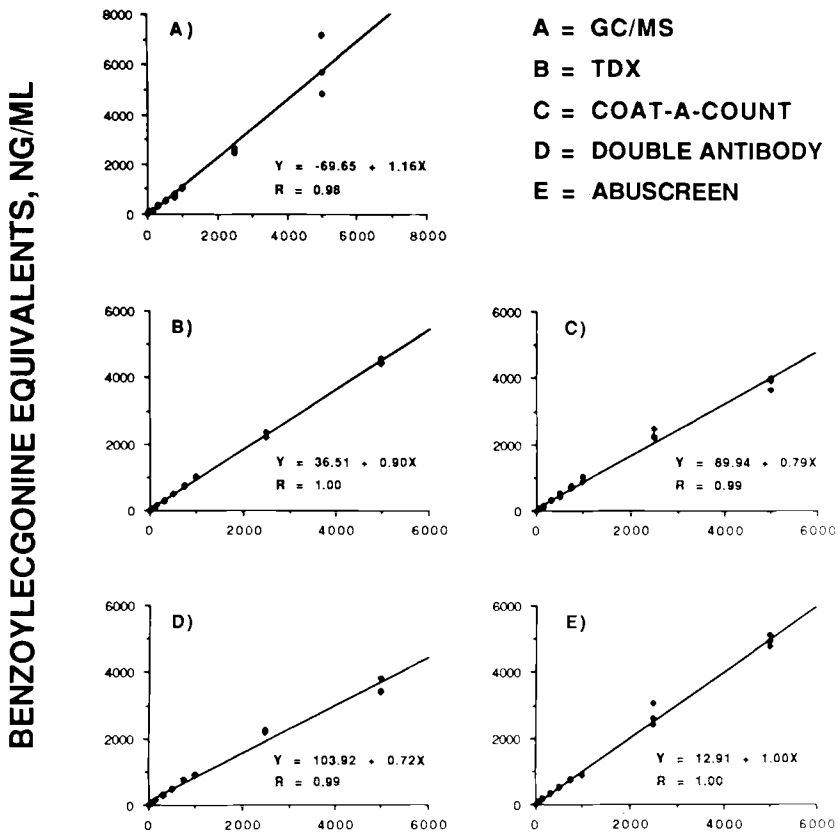 BENZOYLECGONINE EQUIVALENTS, NG/ML
A)
8000
6000
4000
2000
0
Y = -69.65 + 1.16X
R = 0.98
0 2000 4000 6000 8000
A = GC/MS
B = TDX
C = COAT-A-COUNT
D = DOUBLE ANTIBODY
E = ABUSCREEN
B)
6000
4000
2000
0
Y = 36.51 + 0.90X
R = 1.00
0 2000 4000 6000
C)
6000
4000
2000
0
Y = 89.94 + 0.79X
R = 0.99
0 2000 4000 6000
D)
6000
4000
2000
0
Y = 103.92 + 0.72X
R = 0.99
0 2000 4000 6000
E)
6000
4000
2000
0
Y = 12.91 + 1.00X
R = 1.00
0 2000 4000 6000